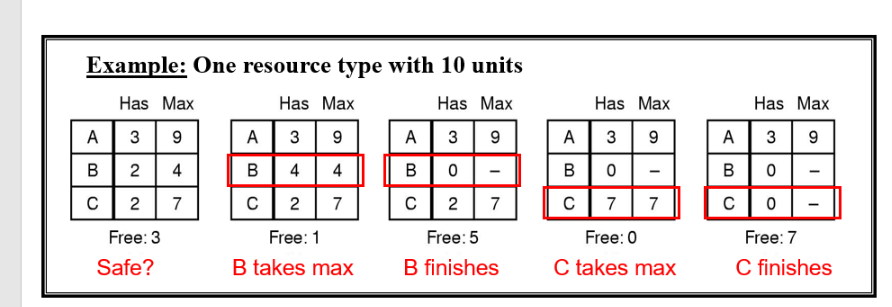 Example: One resource type with 10 units
Has Max Has Max Has Max Has Max Has Max
A 3 9 A 3 9 A 3 9 A 3 9 A 3 9
B 2 4 B 4 4 B 0 – B 0 – B 0 –
C 2 7 C 2 7 C 2 7 C 7 7 C 0 –
Free: 3 Free: 1 Free: 5 Free: 0 Free: 7
Safe? B takes max B finishes C takes max C finishes